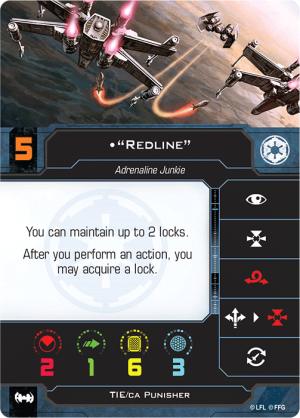 5
•“Redline”
Adrenaline Junkie
You can maintain up to 2 locks.
After you perform an action, you
may acquire a lock.
2 1 6 3
TIE/ca Punisher
© LFL © FFG